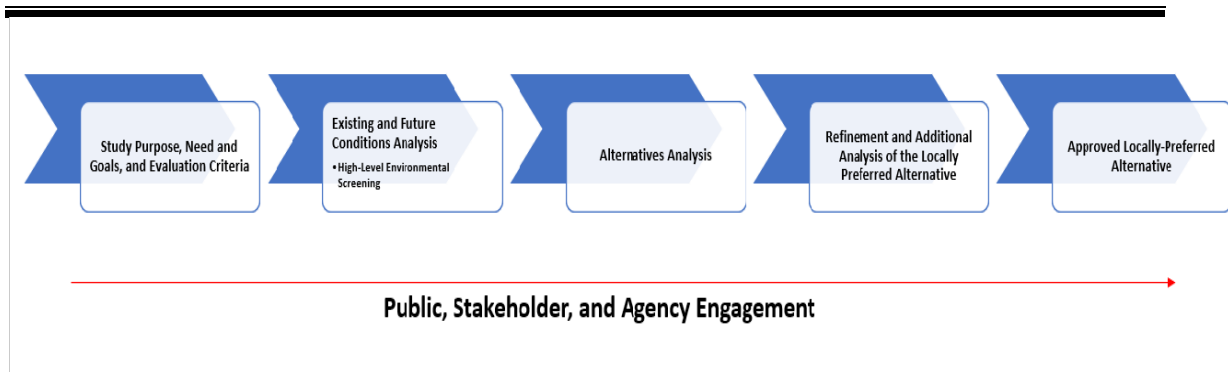 Study Purpose, Need and
Goals, and Evaluation Criteria
Existing and Future
Conditions Analysis
• High-Level Environmental
Screening
Alternatives Analysis
Refinement and Additional
Analysis of the Locally
Preferred Alternative
Approved Locally-Preferred
Alternative
Public, Stakeholder, and Agency Engagement